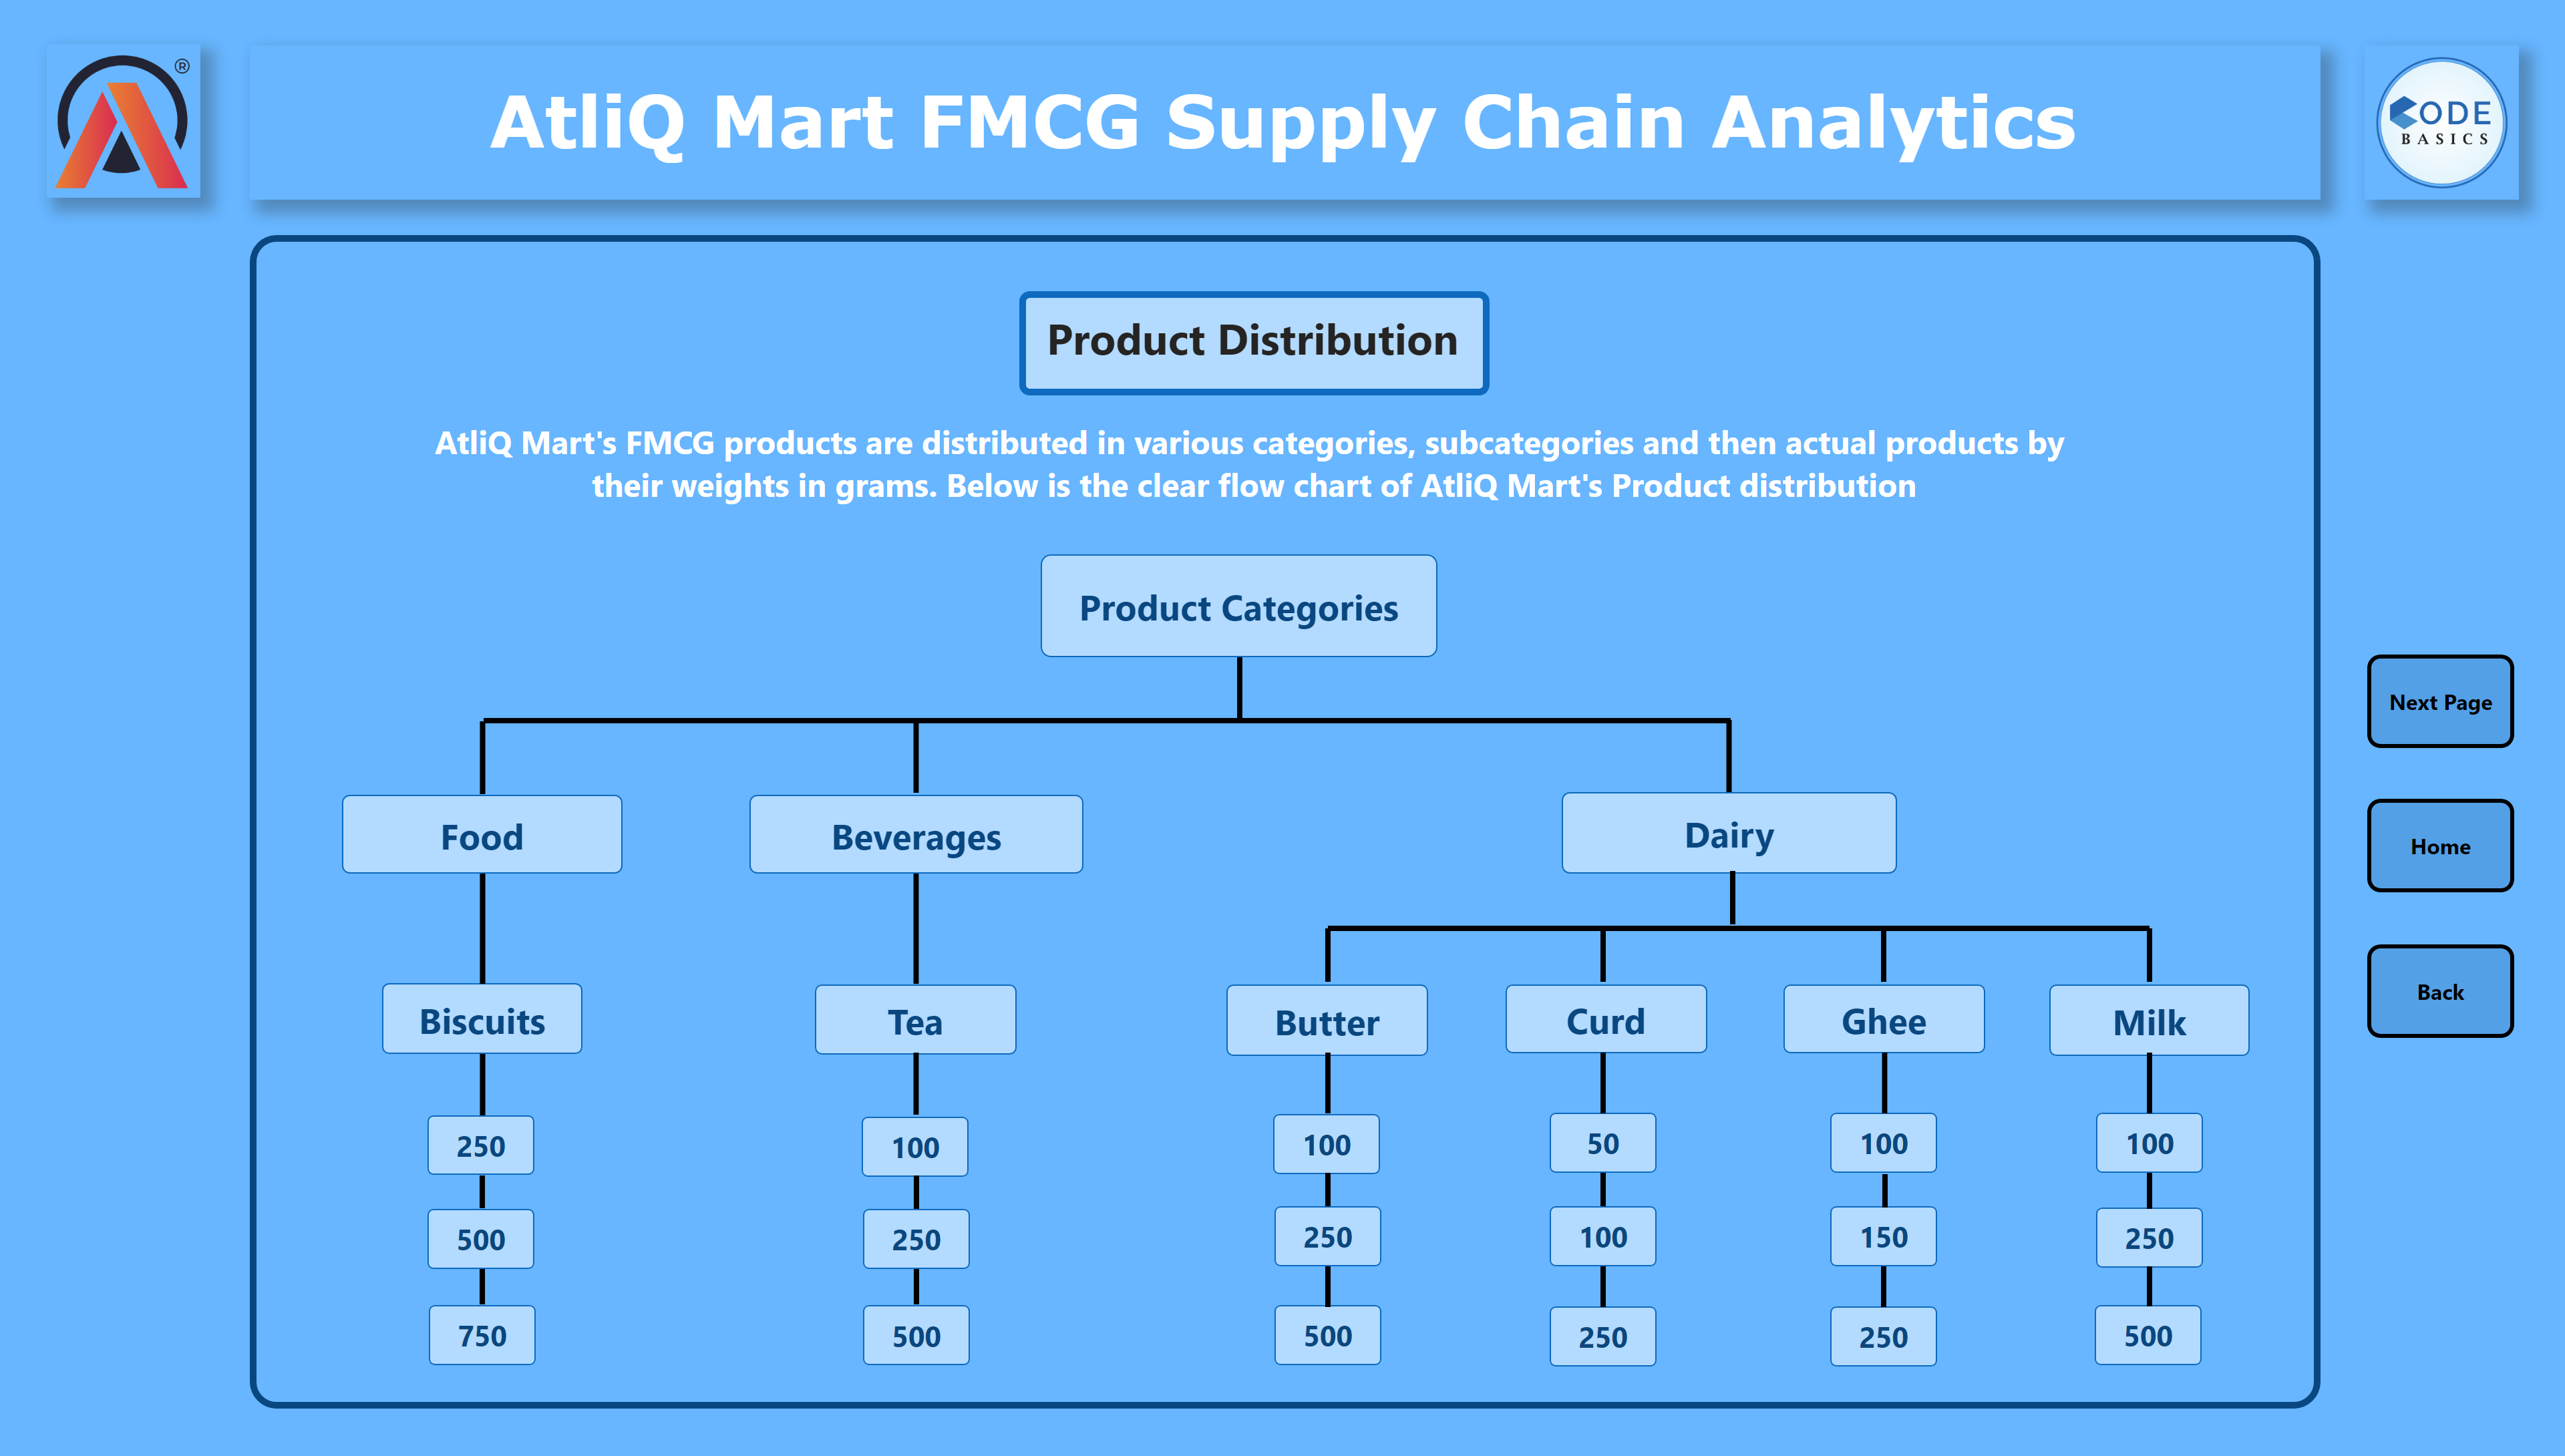 ®
AtliQ Mart FMCG Supply Chain Analytics
CODE
BASICS
Product Distribution
AtliQ Mart's FMCG products are distributed in various categories, subcategories and then actual products by
their weights in grams. Below is the clear flow chart of AtliQ Mart's Product distribution
Product Categories
Next Page
Food
Beverages
Dairy
Home
Biscuits
Tea
Butter
Curd
Ghee
Milk
Back
250
100
100
50
100
100
500
250
250
100
150
250
750
500
500
250
250
500